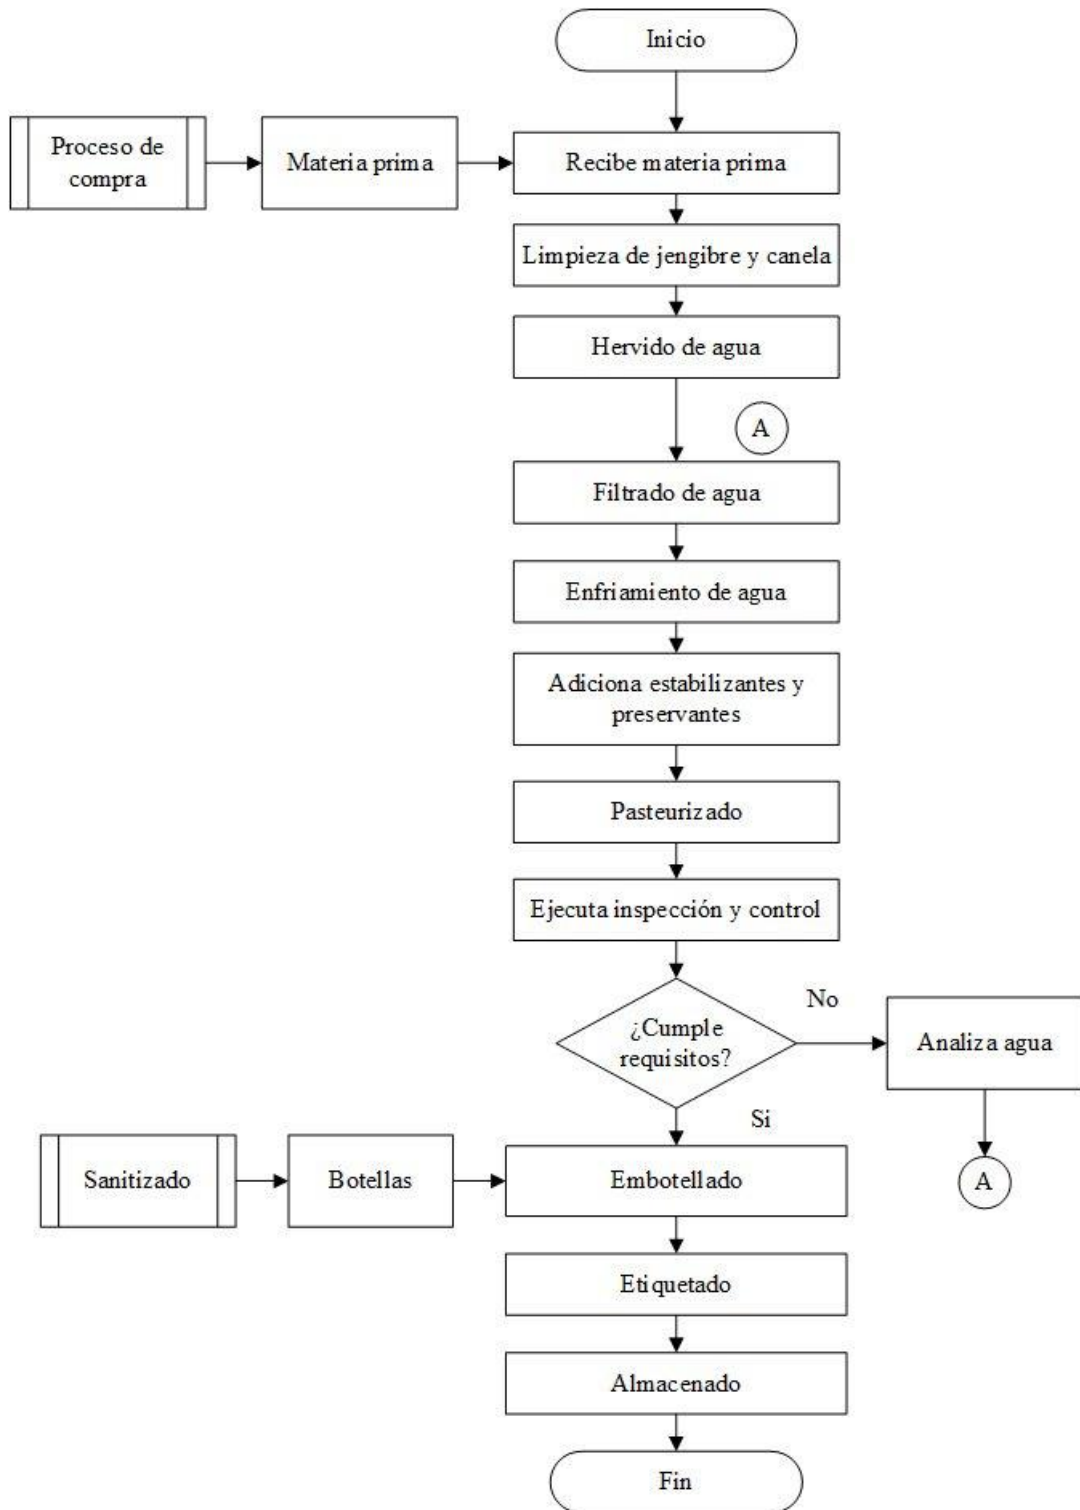 Inicio
Proceso de
compra
Materia prima
Recibe materia prima
Limpieza de jengibre y canela
Hervido de agua
A
Filtrado de agua
Enfriamiento de agua
Adiciona estabilizantes y
preservantes
Pasteurizado
Ejecuta inspección y control
¿Cumple
requisitos?
No
Analiza agua
Si
A
Sanitizado
Botellas
Embotellado
Etiquetado
Almacenado
Fin